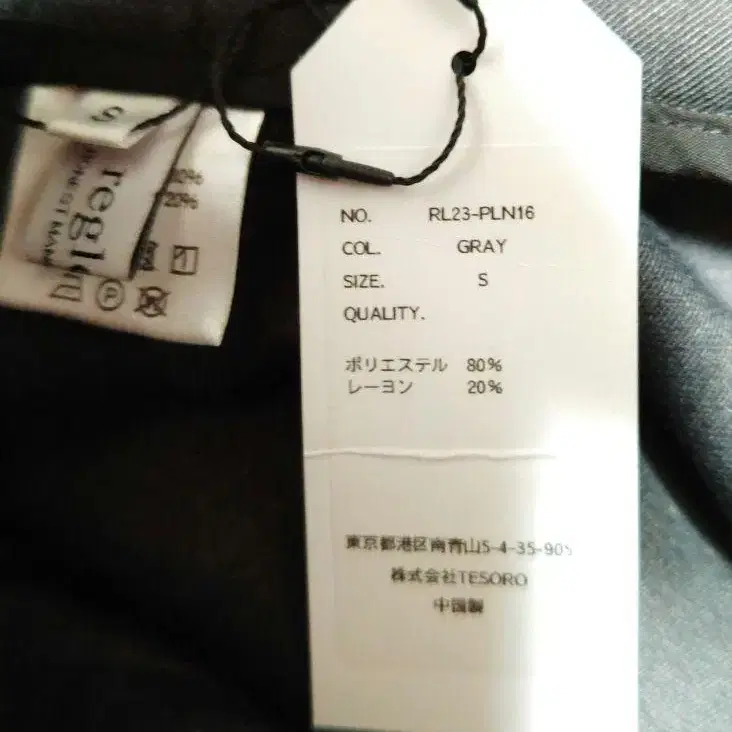 NO. RL23-PLN16
COL. GRAY
SIZE. S
QUALITY.
ポリエステル 80%
レーヨン 20%
東京都港区南青山5-4-35-905
株式会社TESORO
中国製
S
20%
P